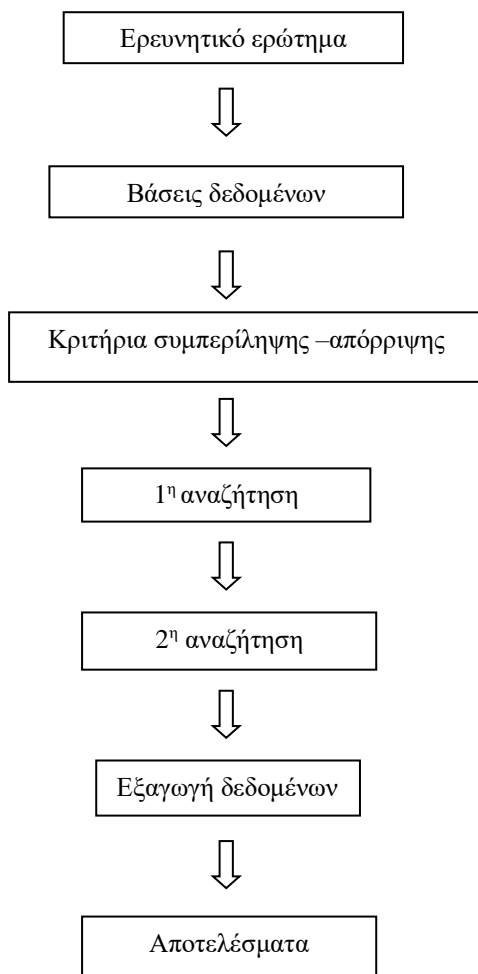 Ερευνητικό ερώτημα
Βάσεις δεδομένων
Κριτήρια συμπερίληψης –απόρριψης
1η αναζήτηση
2η αναζήτηση
Εξαγωγή δεδομένων
Αποτελέσματα